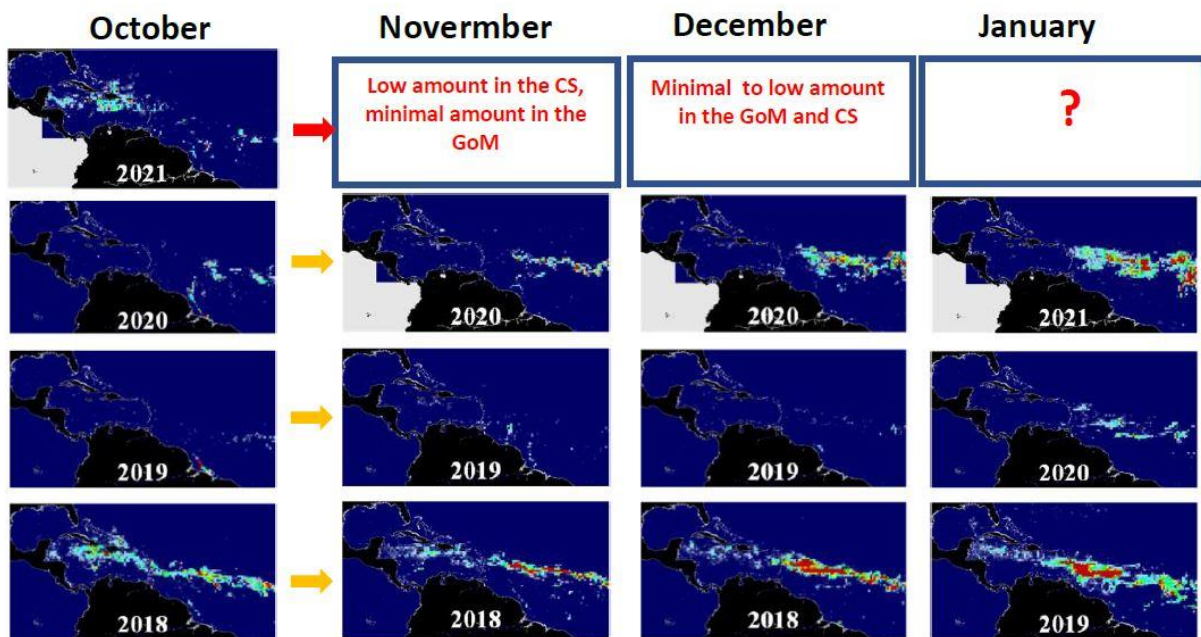 October
Novermber
December
January
Low amount in the CS,
minimal amount in the
GoM
Minimal to low amount
in the GoM and CS
?
2021
2020
2020
2020
2021
2019
2019
2019
2020
2018
2018
2018
2019